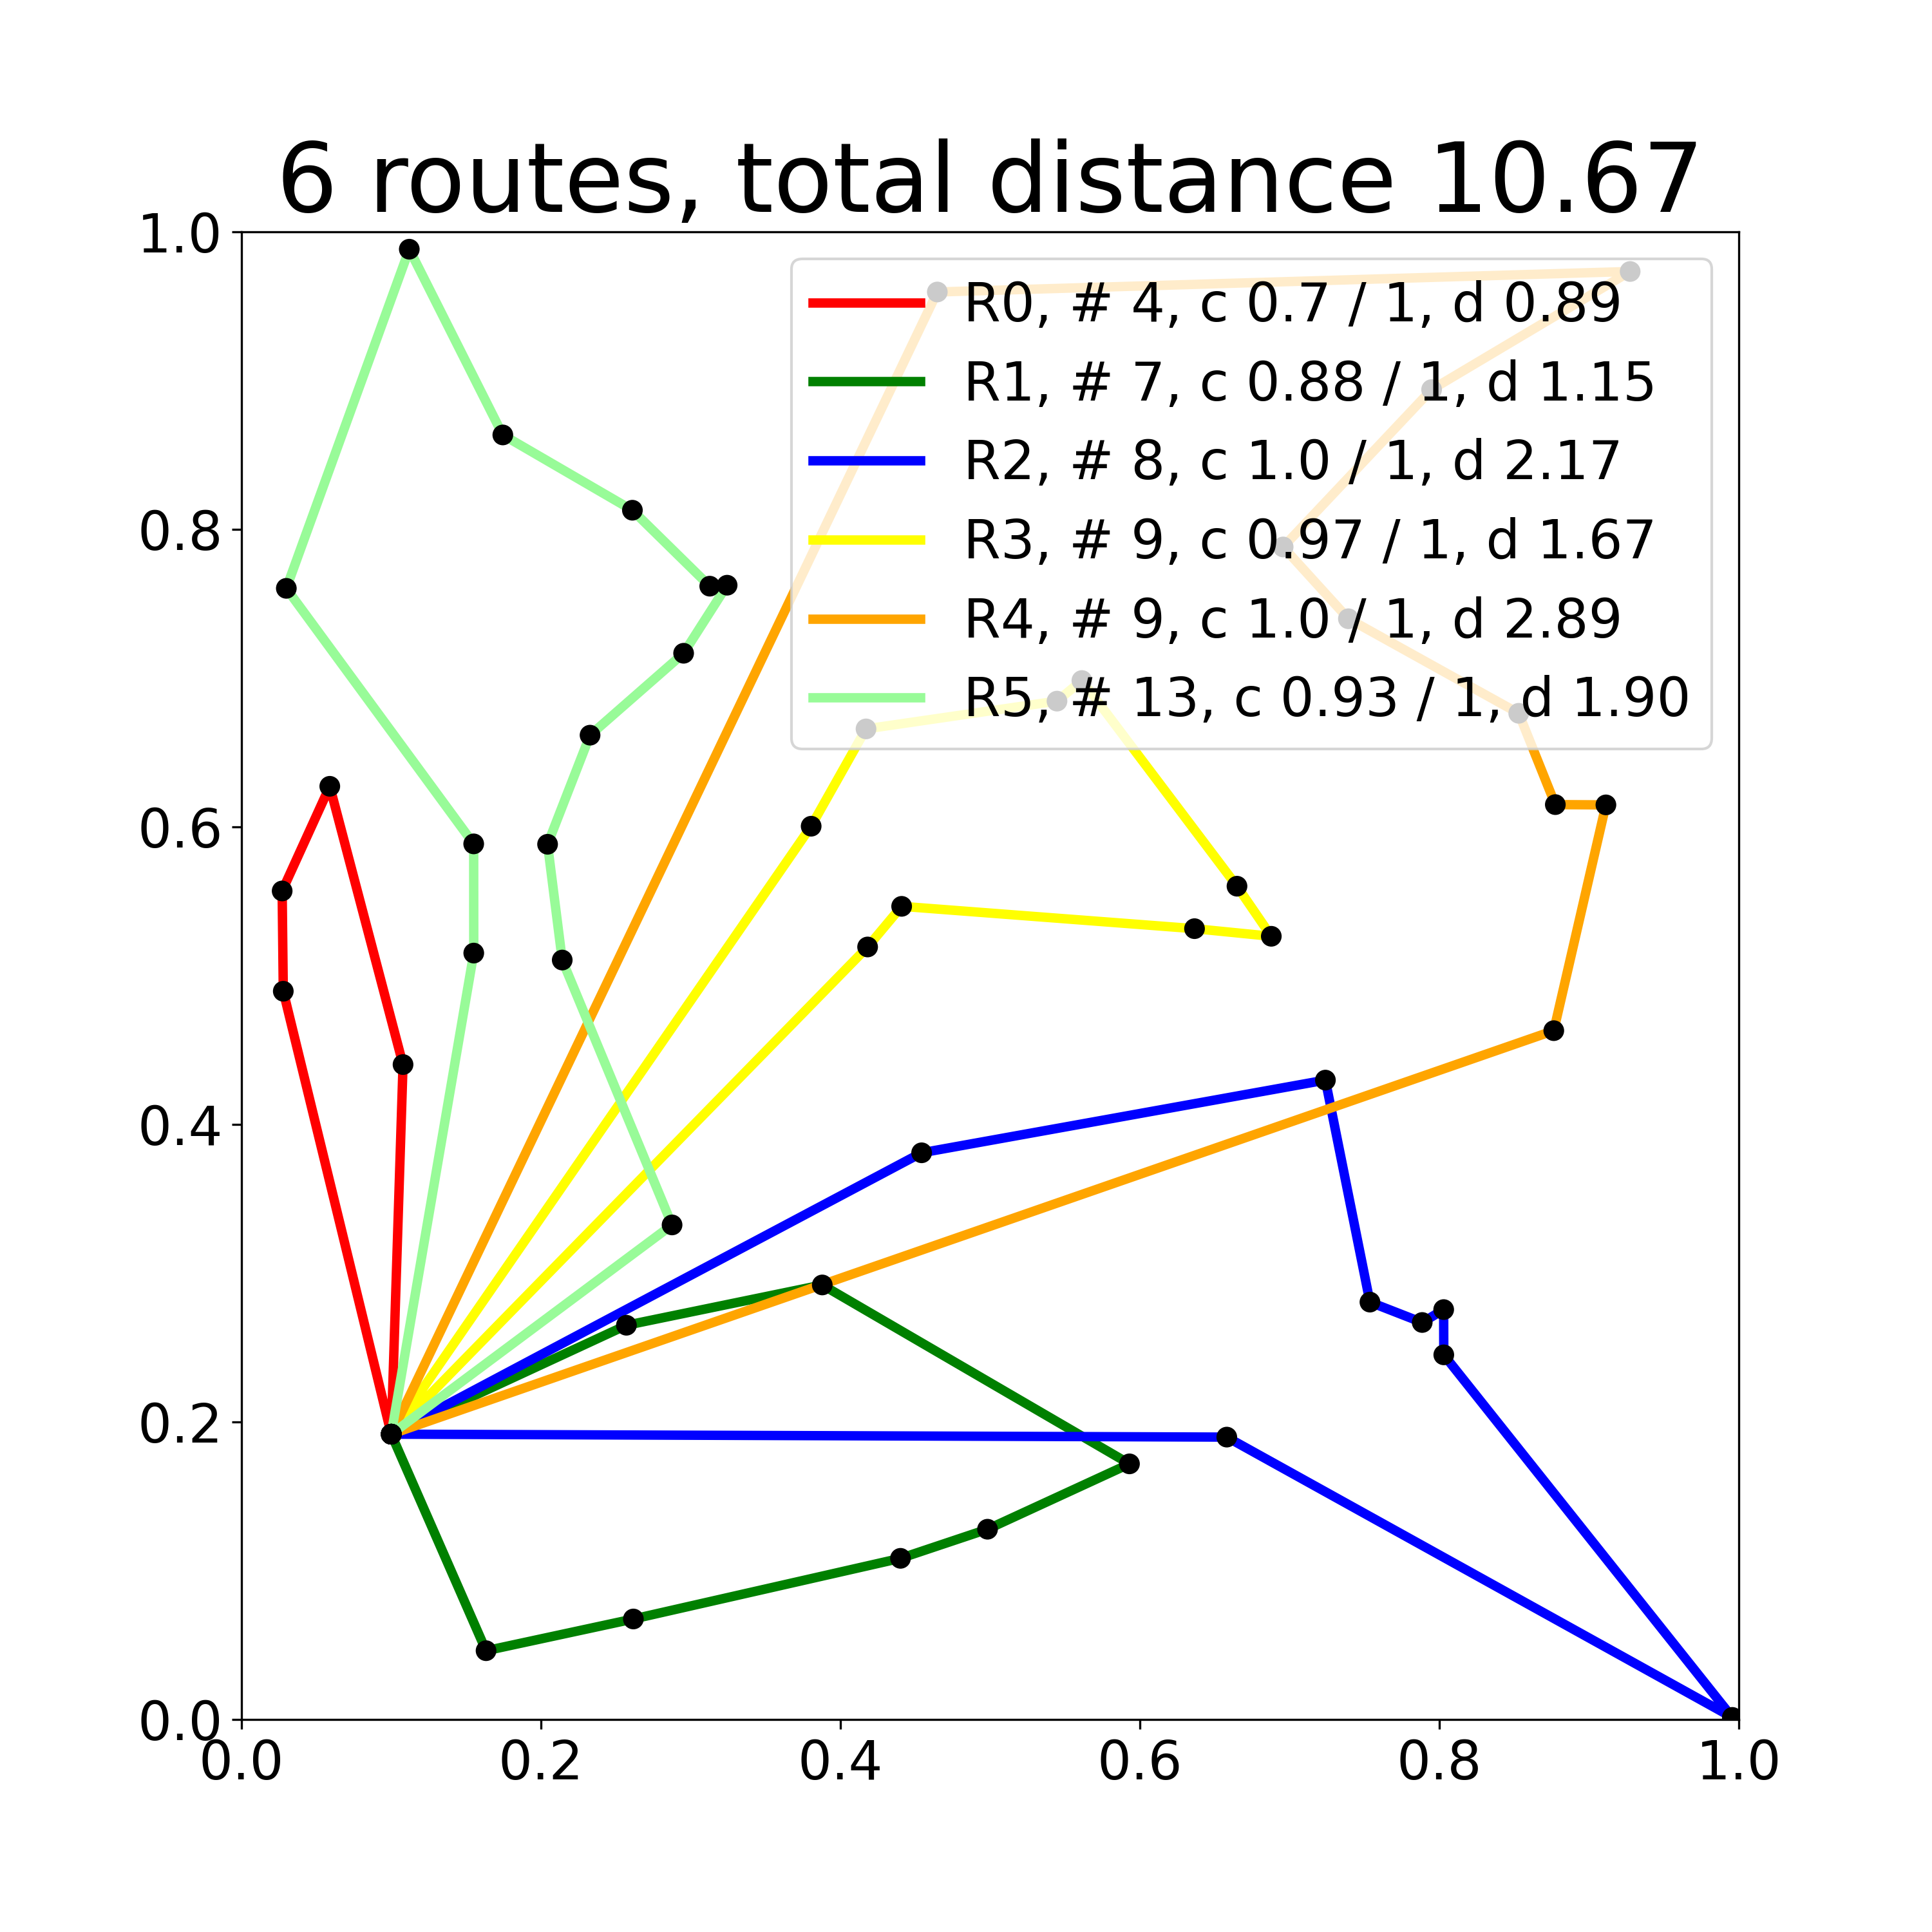 6 routes, total distance 10.67
1.0
0.8
0.6
0.4
0.2
0.0
R0, # 4, c 0.7 / 1, d 0.89
R1, # 7, c 0.88 / 1, d 1.15
R2, # 8, c 1.0 / 1, d 2.17
R3, # 9, c 0.97 / 1, d 1.67
R4, # 9, c 1.0 / 1, d 2.89
R5, # 13, c 0.93 / 1, d 1.90
0.0 0.2 0.4 0.6 0.8 1.0